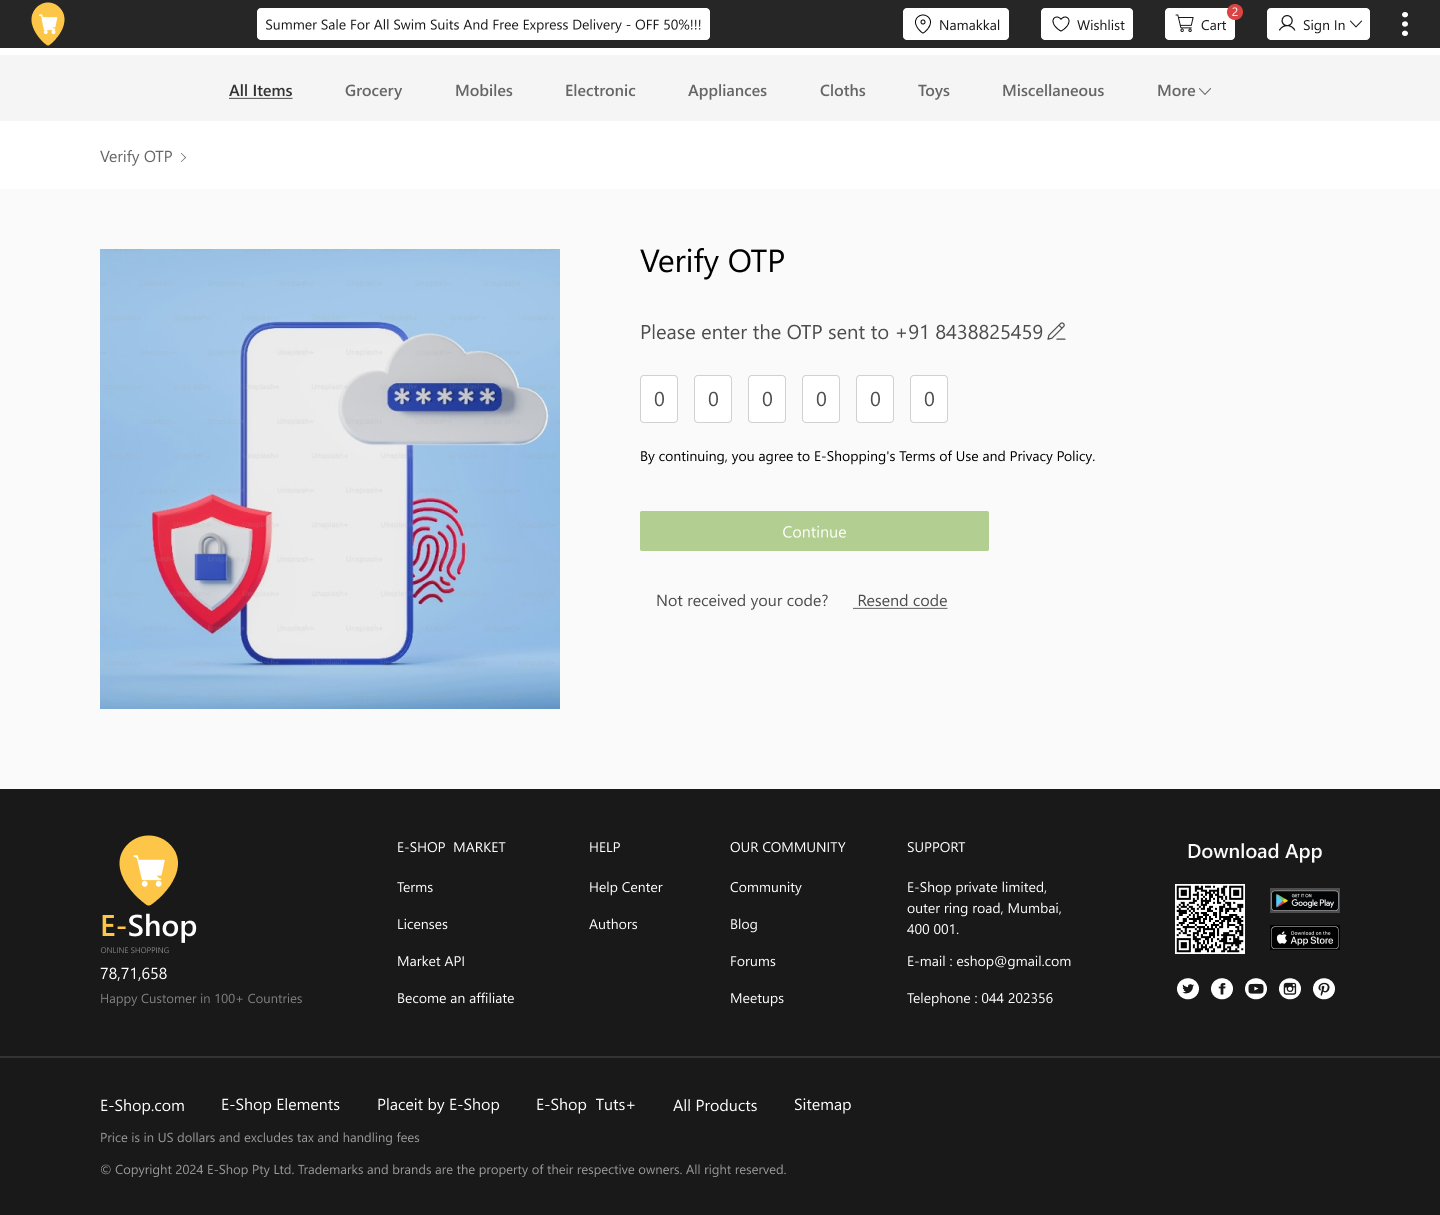 Summer Sale For All Swim Suits And Free Express Delivery - OFF 50%!!!
Namakkal
Wishlist
Cart
2
Sign In
All Items
Grocery
Mobiles
Electronic
Appliances
Cloths
Toys
Miscellaneous
More
Verify OTP
Verify OTP
Please enter the OTP sent to +91 8438825459
0 0 0 0 0 0
By continuing, you agree to E-Shopping's Terms of Use and Privacy Policy.
Continue
Not received your code? Resend code
*****
E-Shop
ONLINE SHOPPING
78,71,658
Happy Customer in 100+ Countries
E-SHOP MARKET
Terms
Licenses
Market API
Become an affiliate
HELP
Help Center
Authors
OUR COMMUNITY
Community
Blog
Forums
Meetups
SUPPORT
E-Shop private limited,
outer ring road, Mumbai,
400 001.
E-mail : eshop@gmail.com
Telephone : 044 202356
Download App
GET IT ON
Google Play
Download on the
App Store
E-Shop.com
E-Shop Elements
Placeit by E-Shop
E-Shop Tuts+
All Products
Sitemap
Price is in US dollars and excludes tax and handling fees
© Copyright 2024 E-Shop Pty Ltd. Trademarks and brands are the property of their respective owners. All right reserved.